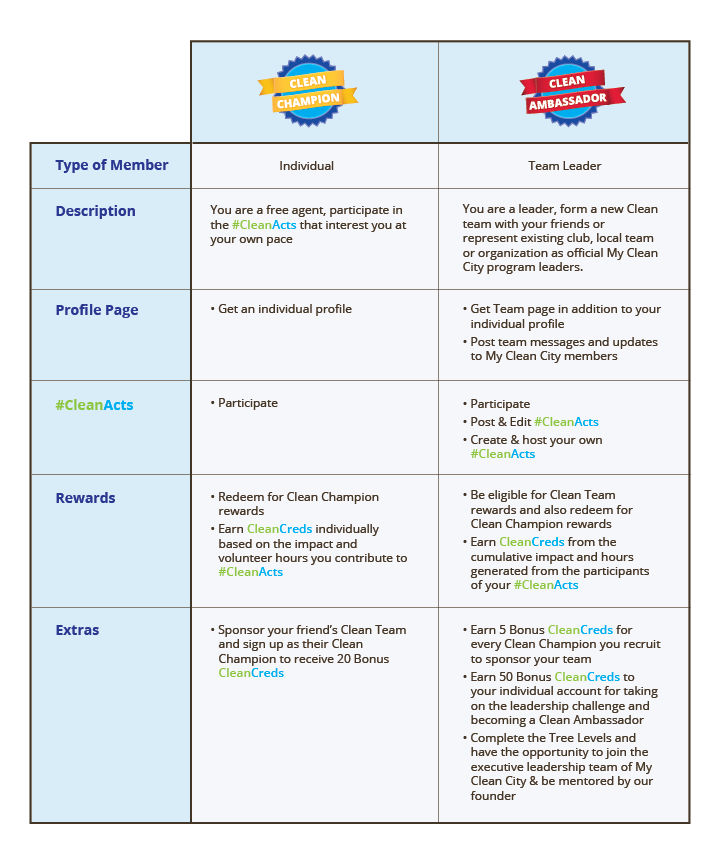 CLEAN
CHAMPION
CLEAN
AMBASSADOR
Type of Member
Individual
Team Leader
Description
You are a free agent, participate in
the #CleanActs that interest you at
your own pace
You are a leader, form a new Clean
team with your friends or
represent existing club, local team
or organization as official My Clean
City program leaders.
Profile Page
• Get an individual profile
• Get Team page in addition to your
individual profile
• Post team messages and updates
to My Clean City members
#CleanActs
• Participate
• Participate
• Post & Edit #CleanActs
• Create & host your own
#CleanActs
Rewards
• Redeem for Clean Champion
rewards
• Earn CleanCreds individually
based on the impact and
volunteer hours you contribute to
#CleanActs
• Be eligible for Clean Team
rewards and also redeem for
Clean Champion rewards
• Earn CleanCreds from the
cumulative impact and hours
generated from the participants
of your #CleanActs
Extras
• Sponsor your friend's Clean Team
and sign up as their Clean
Champion to receive 20 Bonus
CleanCreds
• Earn 5 Bonus CleanCreds for
every Clean Champion you recruit
to sponsor your team
• Earn 50 Bonus CleanCreds to
your individual account for taking
on the leadership challenge and
becoming a Clean Ambassador
• Complete the Tree Levels and
have the opportunity to join the
executive leadership team of My
Clean City & be mentored by our
founder